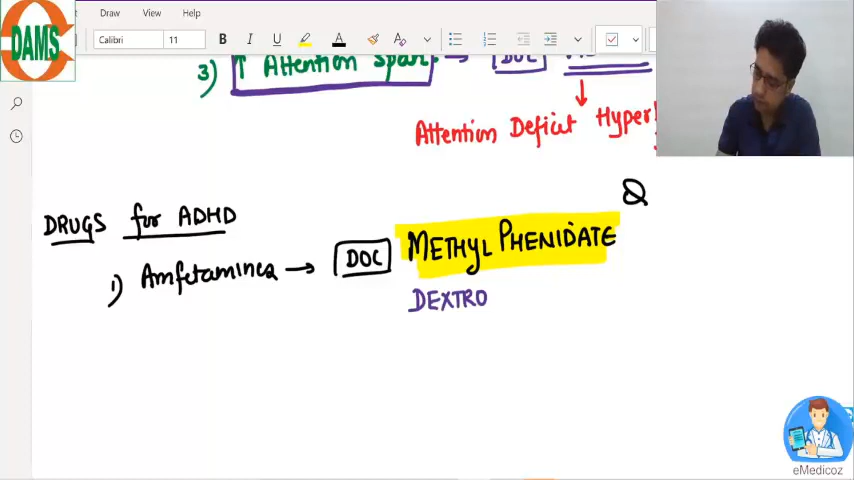 DAMS
Draw View Help
Calibri 11 B I U A
3) ↑ Attention Span → DOC
Attention Deficit Hyper
Q
DRUGS for ADHD
1) Amfetamines → DOC METHYL PHENIDATE
DEXTRO
eMedicoz